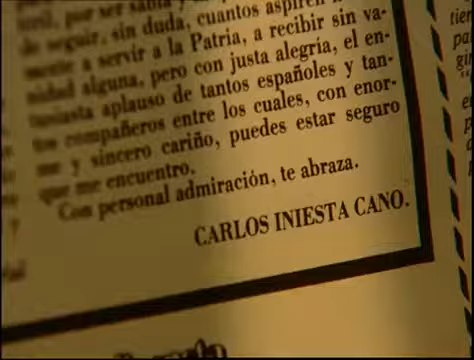 de seguir, sin duda, cuantos aspiren
mente a servir a la Patria, a recibir sin va-
nidad alguna, pero con justa alegría, el en-
tusiasta aplauso de tantos españoles y tan-
tos compañeros entre los cuales, con enor-
me y sincero cariño, puedes estar seguro
que me encuentro.
Con personal admiración, te abraza.
CARLOS INIESTA CANO.